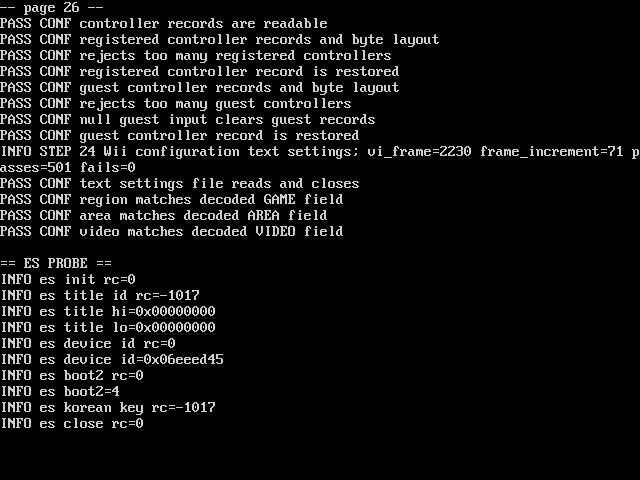 -- page 26 --
PASS CONF controller records are readable
PASS CONF registered controller records and byte layout
PASS CONF rejects too many registered controllers
PASS CONF registered controller record is restored
PASS CONF guest controller records and byte layout
PASS CONF rejects too many guest controllers
PASS CONF null guest input clears guest records
PASS CONF guest controller record is restored
INFO STEP 24 Wii configuration text settings; vi_frame=2230 frame_increment=71 p
asses=501 fails=0
PASS CONF text settings file reads and closes
PASS CONF region matches decoded GAME field
PASS CONF area matches decoded AREA field
PASS CONF video matches decoded VIDEO field

== ES PROBE ==
INFO es init rc=0
INFO es title id rc=-1017
INFO es title hi=0x00000000
INFO es title lo=0x00000000
INFO es device id rc=0
INFO es device id=0x06eeed45
INFO es boot2 rc=0
INFO es boot2=4
INFO es korean key rc=-1017
INFO es close rc=0